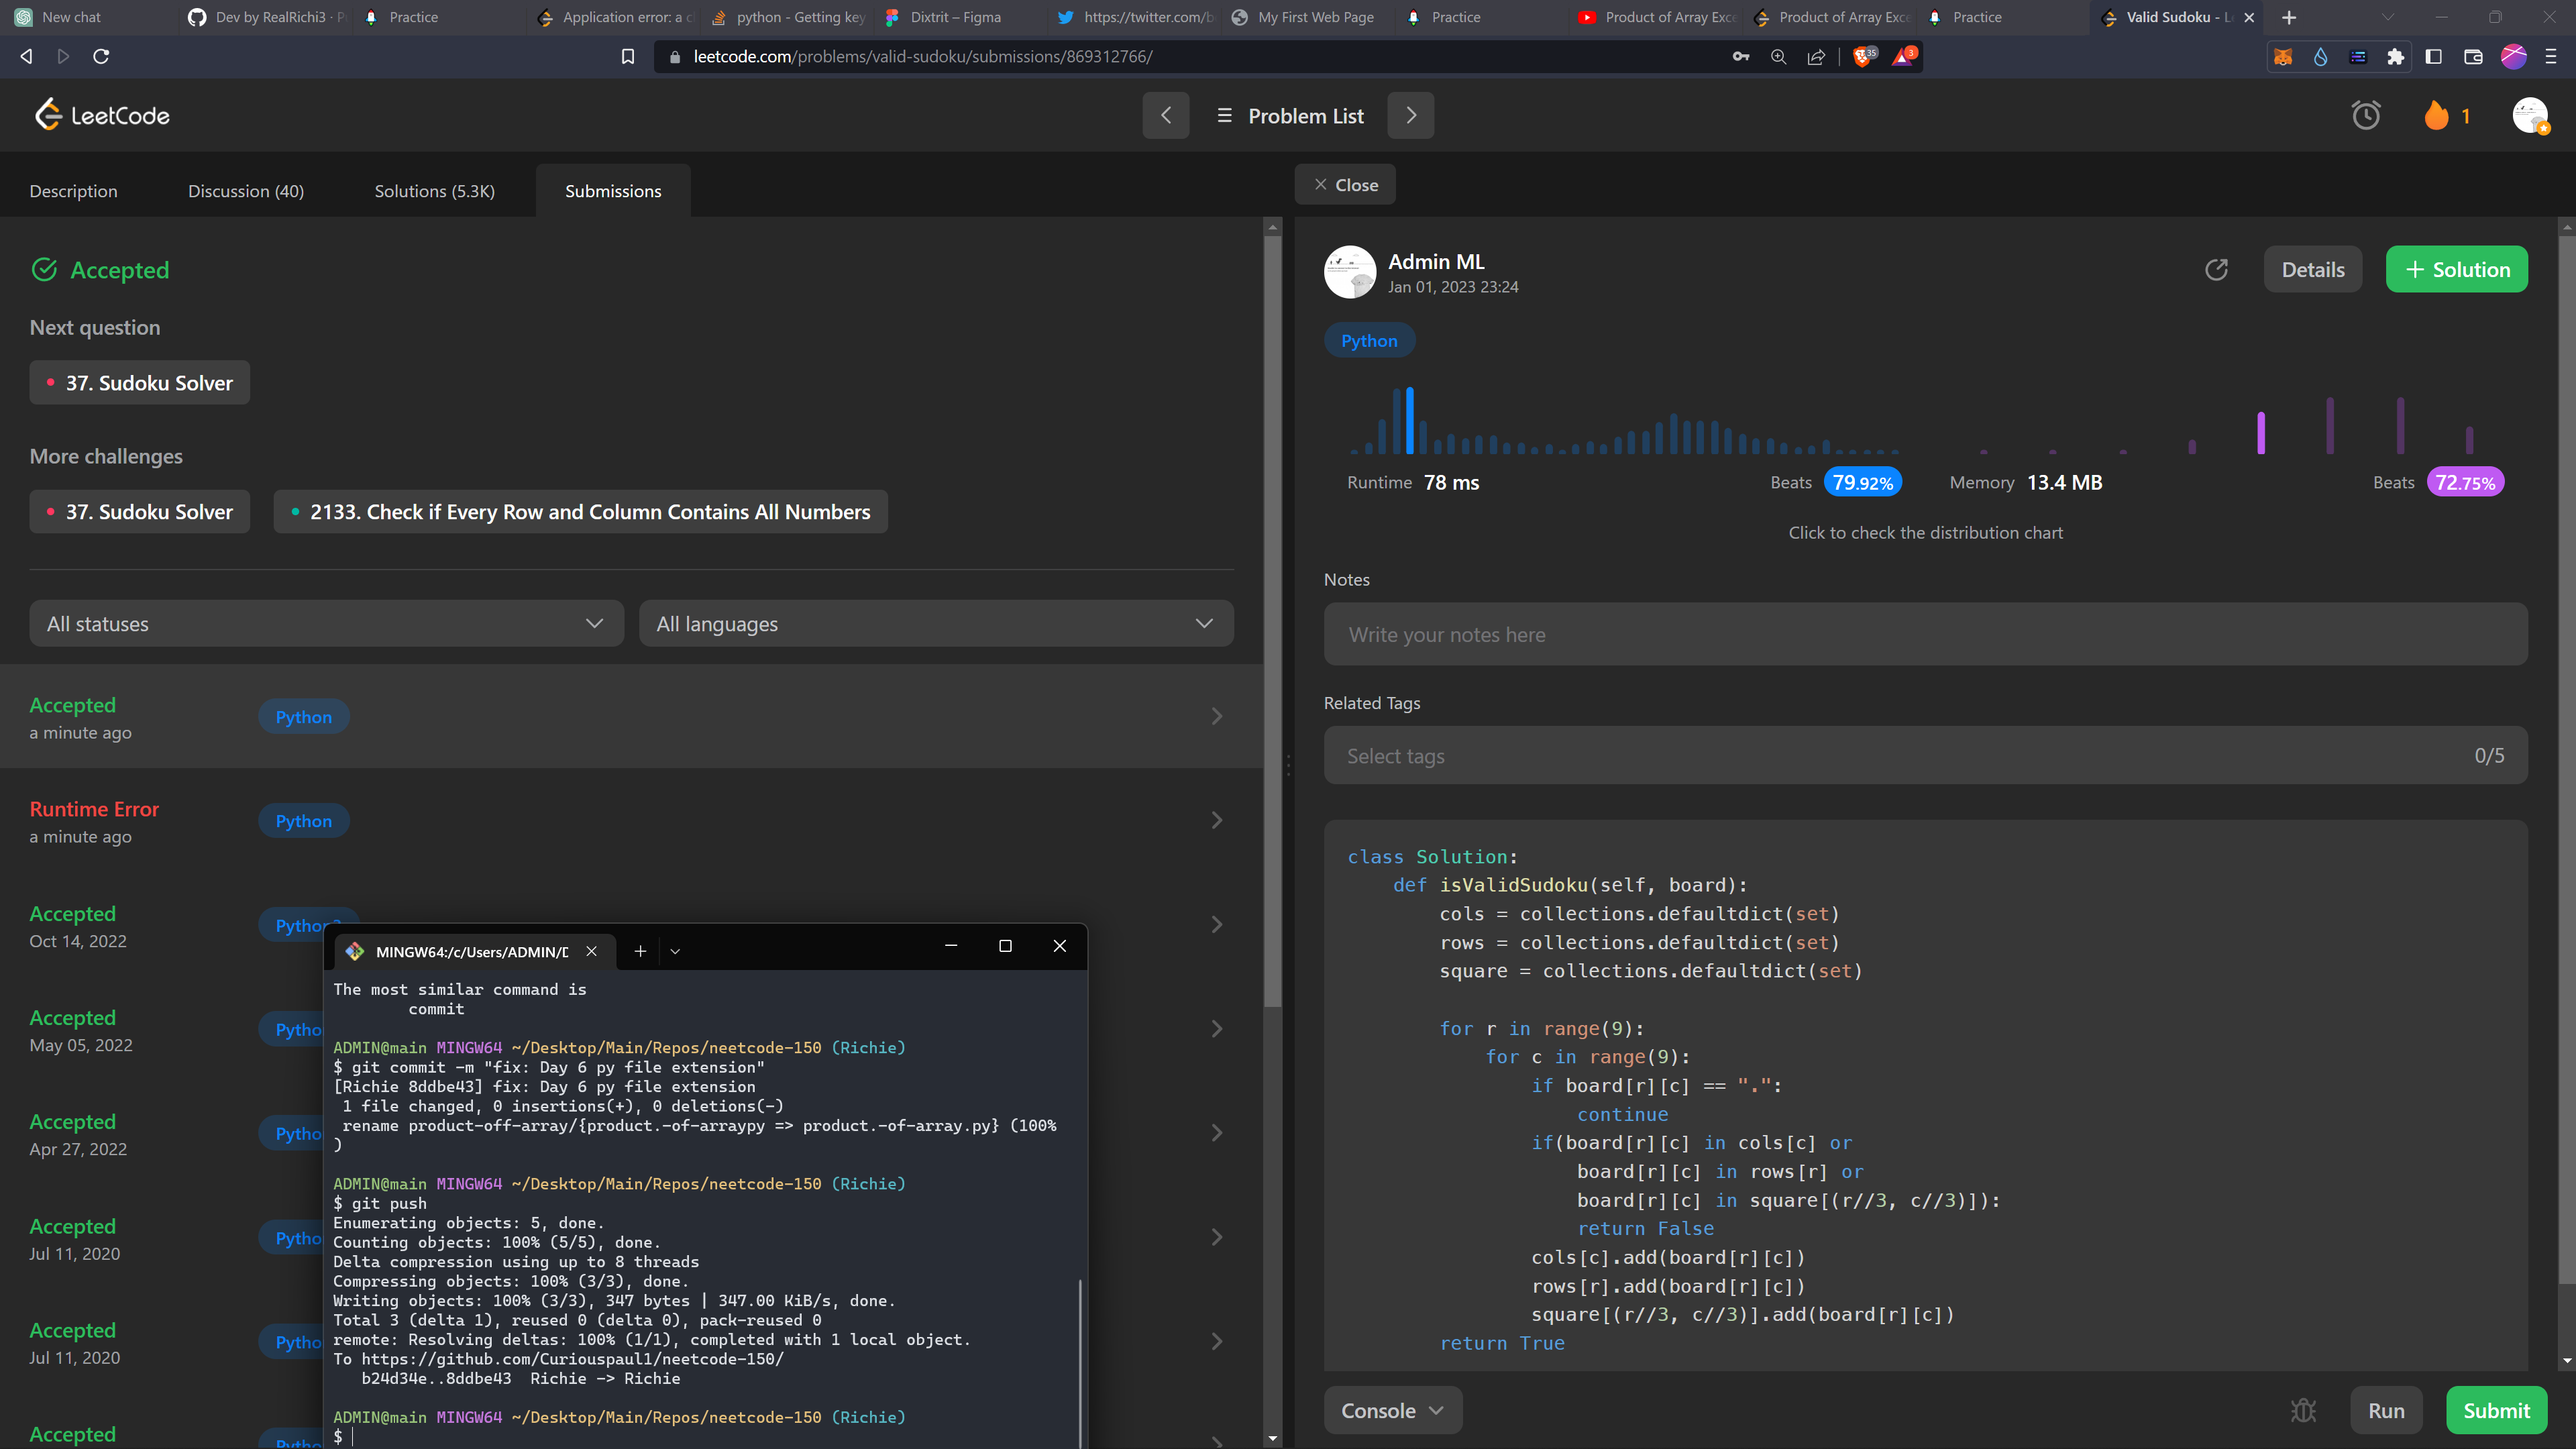 New chat
Dev by RealRichi3 · P
Practice
Application error: a c
python - Getting key
Dixtrit – Figma
https://twitter.com/b
My First Web Page
Practice
Product of Array Exce
Product of Array Exce
Practice
Valid Sudoku - L
leetcode.com/problems/valid-sudoku/submissions/869312766/
35
3
LeetCode
Problem List
1
Description
Discussion (40)
Solutions (5.3K)
Submissions
Close
Accepted
Next question
37. Sudoku Solver
More challenges
37. Sudoku Solver
2133. Check if Every Row and Column Contains All Numbers
All statuses
All languages
Accepted
a minute ago
Python
Runtime Error
a minute ago
Python
Accepted
Oct 14, 2022
Python3
Accepted
May 05, 2022
Pytho
Accepted
Apr 27, 2022
Pytho
Accepted
Jul 11, 2020
Pytho
Accepted
Jul 11, 2020
Pytho
Accepted
Pytho
MINGW64:/c/Users/ADMIN/D
The most similar command is
commit
ADMIN@main MINGW64 ~/Desktop/Main/Repos/neetcode-150 (Richie)
$ git commit -m "fix: Day 6 py file extension"
[Richie 8ddbe43] fix: Day 6 py file extension
1 file changed, 0 insertions(+), 0 deletions(-)
rename product-off-array/{product.-of-arraypy => product.-of-array.py} (100%
)
ADMIN@main MINGW64 ~/Desktop/Main/Repos/neetcode-150 (Richie)
$ git push
Enumerating objects: 5, done.
Counting objects: 100% (5/5), done.
Delta compression using up to 8 threads
Compressing objects: 100% (3/3), done.
Writing objects: 100% (3/3), 347 bytes | 347.00 KiB/s, done.
Total 3 (delta 1), reused 0 (delta 0), pack-reused 0
remote: Resolving deltas: 100% (1/1), completed with 1 local object.
To https://github.com/Curiouspaul1/neetcode-150/
b24d34e..8ddbe43  Richie -> Richie
ADMIN@main MINGW64 ~/Desktop/Main/Repos/neetcode-150 (Richie)
$
Admin ML
Jan 01, 2023 23:24
Details
+ Solution
Python
Runtime 78 ms
Beats 79.92%
Memory 13.4 MB
Beats 72.75%
Click to check the distribution chart
Notes
Write your notes here
Related Tags
Select tags
0/5
class Solution:
def isValidSudoku(self, board):
cols = collections.defaultdict(set)
rows = collections.defaultdict(set)
square = collections.defaultdict(set)
for r in range(9):
for c in range(9):
if board[r][c] == ".":
continue
if(board[r][c] in cols[c] or
board[r][c] in rows[r] or
board[r][c] in square[(r//3, c//3)]):
return False
cols[c].add(board[r][c])
rows[r].add(board[r][c])
square[(r//3, c//3)].add(board[r][c])
return True
Console
Run
Submit